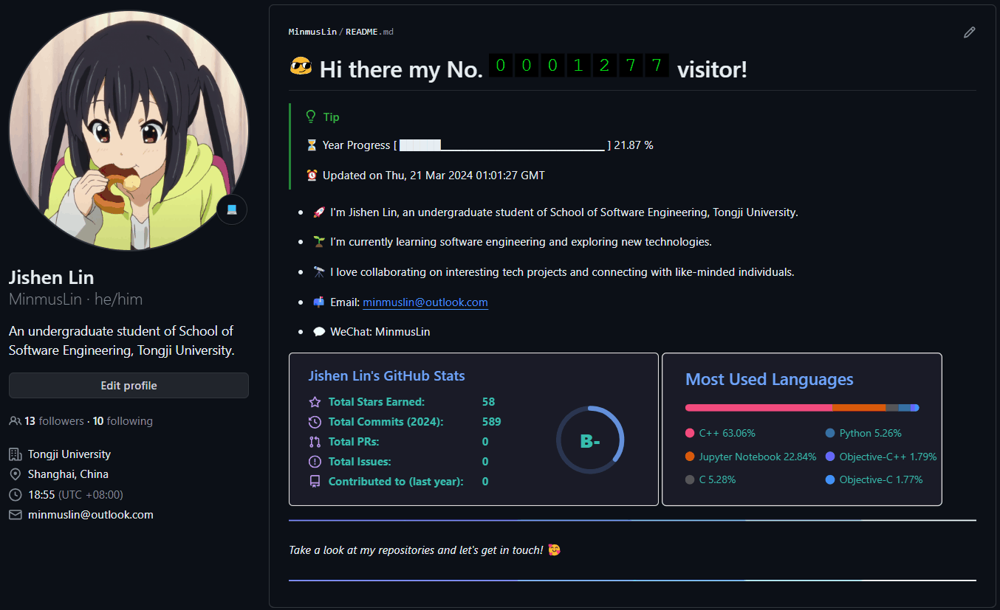 Jishen Lin
MinmusLin · he/him
An undergraduate student of School of
Software Engineering, Tongji University.
Edit profile
13 followers · 10 following
Tongji University
Shanghai, China
18:55 (UTC +08:00)
minmuslin@outlook.com
MinmusLin/README.md
😎 Hi there my No. 0 0 0 1 2 7 7 visitor!
Tip
⏳ Year Progress [ ██████▁▁▁▁▁▁▁▁▁▁▁▁▁▁▁▁▁▁▁▁▁▁▁▁ ] 21.87 %
⏰ Updated on Thu, 21 Mar 2024 01:01:27 GMT
• 🚀 I'm Jishen Lin, an undergraduate student of School of Software Engineering, Tongji University.
• 🌱 I’m currently learning software engineering and exploring new technologies.
• 🔭 I love collaborating on interesting tech projects and connecting with like-minded individuals.
• 📫 Email: minmuslin@outlook.com
• 💬 WeChat: MinmusLin
Jishen Lin's GitHub Stats
Total Stars Earned: 58
Total Commits (2024): 589
Total PRs: 0
Total Issues: 0
Contributed to (last year): 0
B-
Most Used Languages
C++ 63.06%
Jupyter Notebook 22.84%
C 5.28%
Python 5.26%
Objective-C++ 1.79%
Objective-C 1.77%
Take a look at my repositories and let's get in touch! 🥰